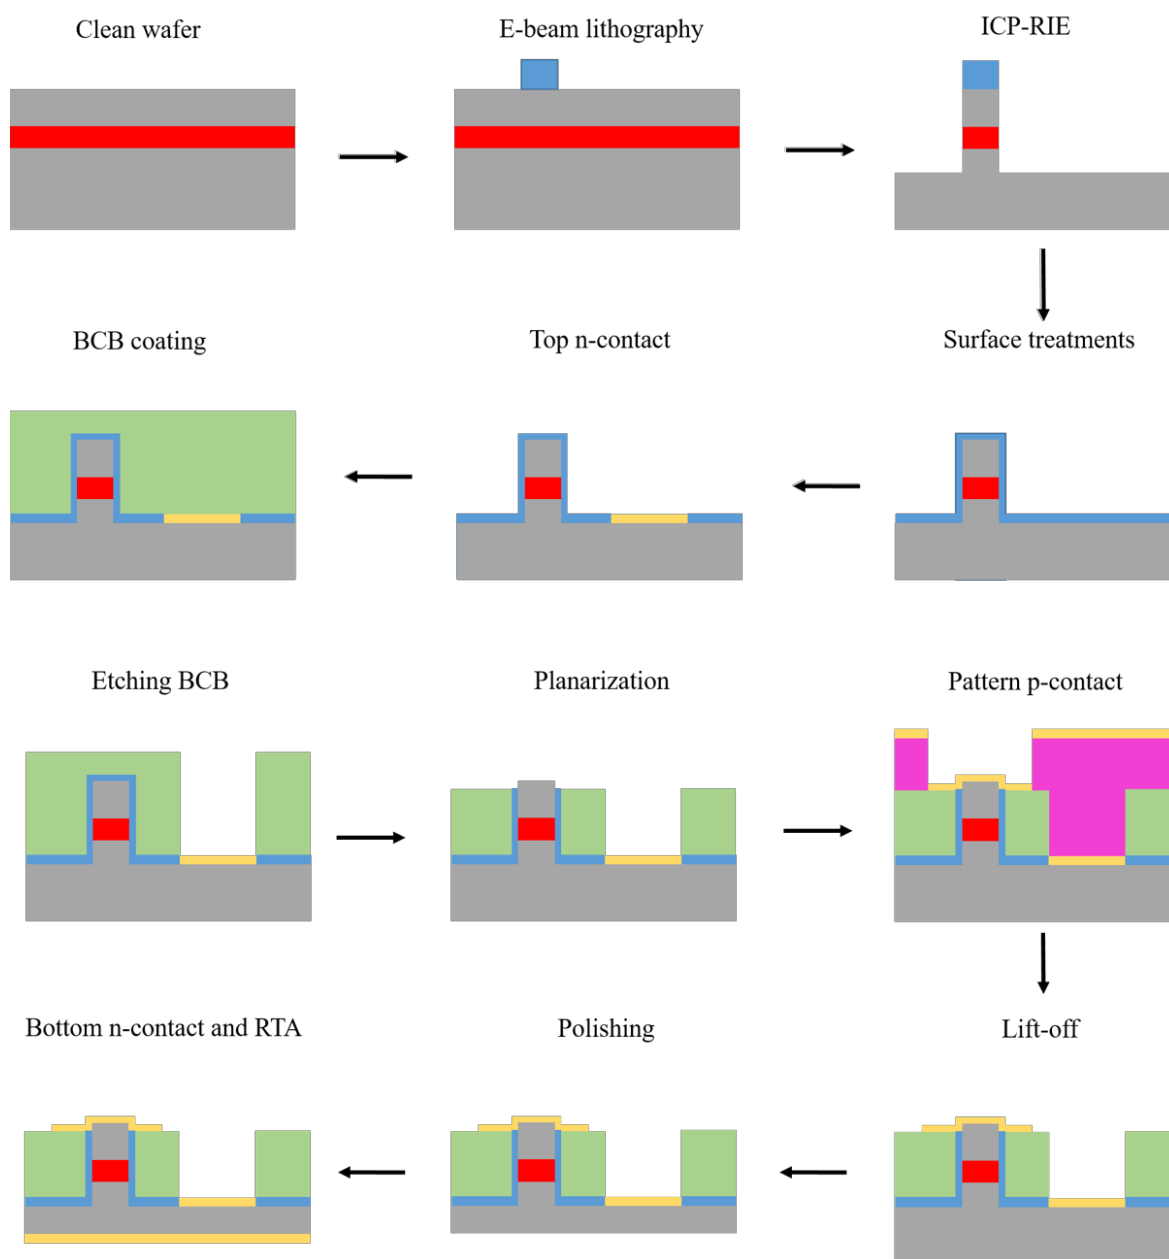 Clean wafer
E-beam lithography
ICP-RIE
BCB coating
Top n-contact
Surface treatments
Etching BCB
Planarization
Pattern p-contact
Bottom n-contact and RTA
Polishing
Lift-off